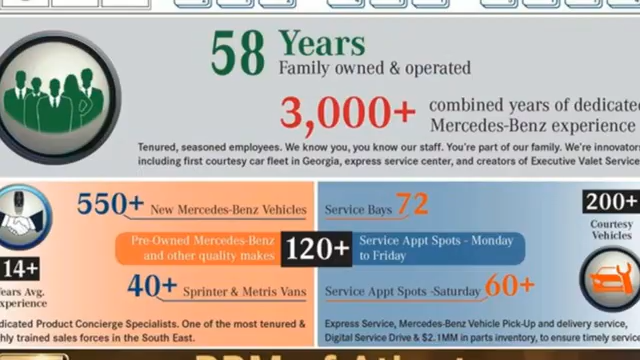 58 Years
Family owned & operated
3,000+ combined years of dedicated
Mercedes-Benz experience
Tenured, seasoned employees. We know you, you know our staff. You're part of our family. We're innovators
including first courtesy car fleet in Georgia, express service center, and creators of Executive Valet Service
550+ New Mercedes-Benz Vehicles
Pre-Owned Mercedes-Benz
and other quality makes
120+
40+ Sprinter & Metris Vans
14+
Years Avg.
Experience
dicated Product Concierge Specialists. One of the most tenured &
hly trained sales forces in the South East.
Service Bays 72
Service Appt Spots - Monday
to Friday
Service Appt Spots -Saturday 60+
200+
Courtesy
Vehicles
Express Service, Mercedes-Benz Vehicle Pick-Up and delivery service,
Digital Service Drive & $2.1MM in parts inventory, to ensure timely service